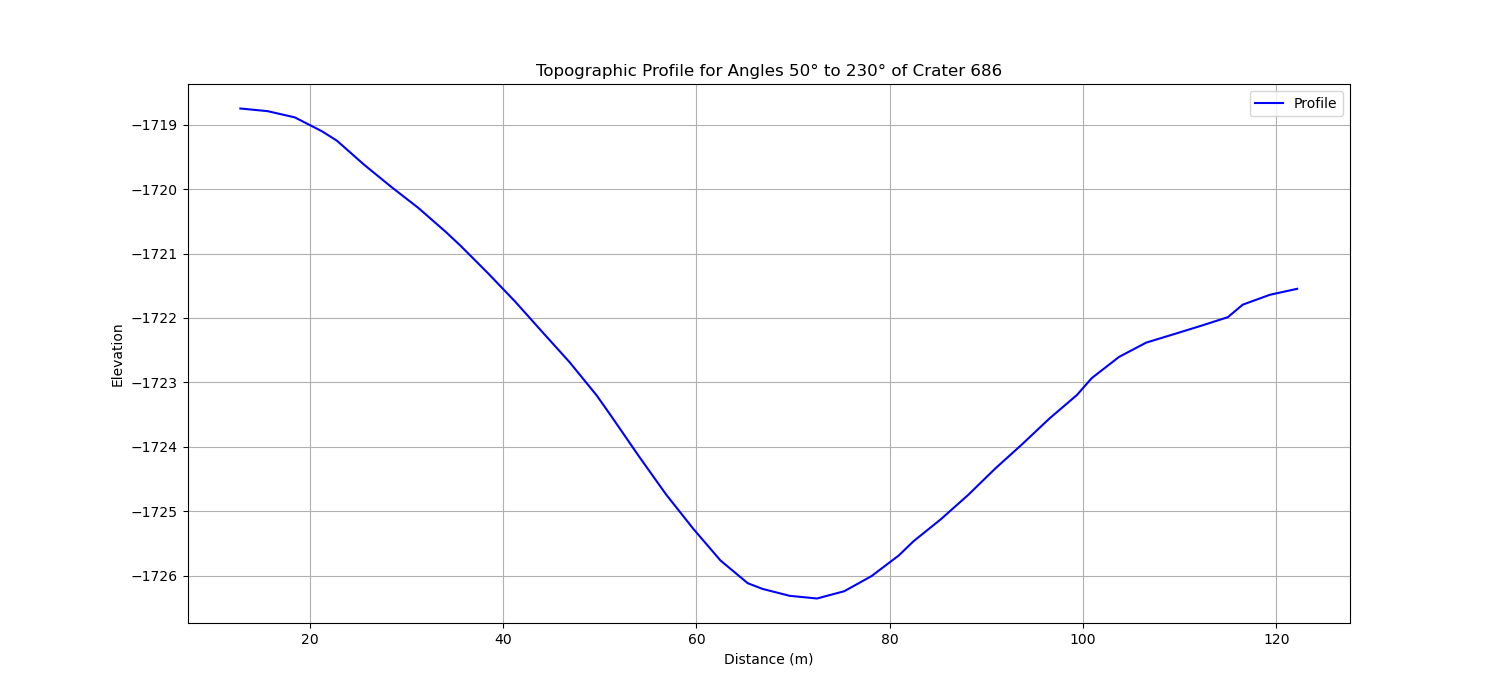 Topographic Profile for Angles 50° to 230° of Crater 686
Profile
−1719
−1720
−1721
−1722
−1723
−1724
−1725
−1726
Elevation
20 40 60 80 100 120
Distance (m)